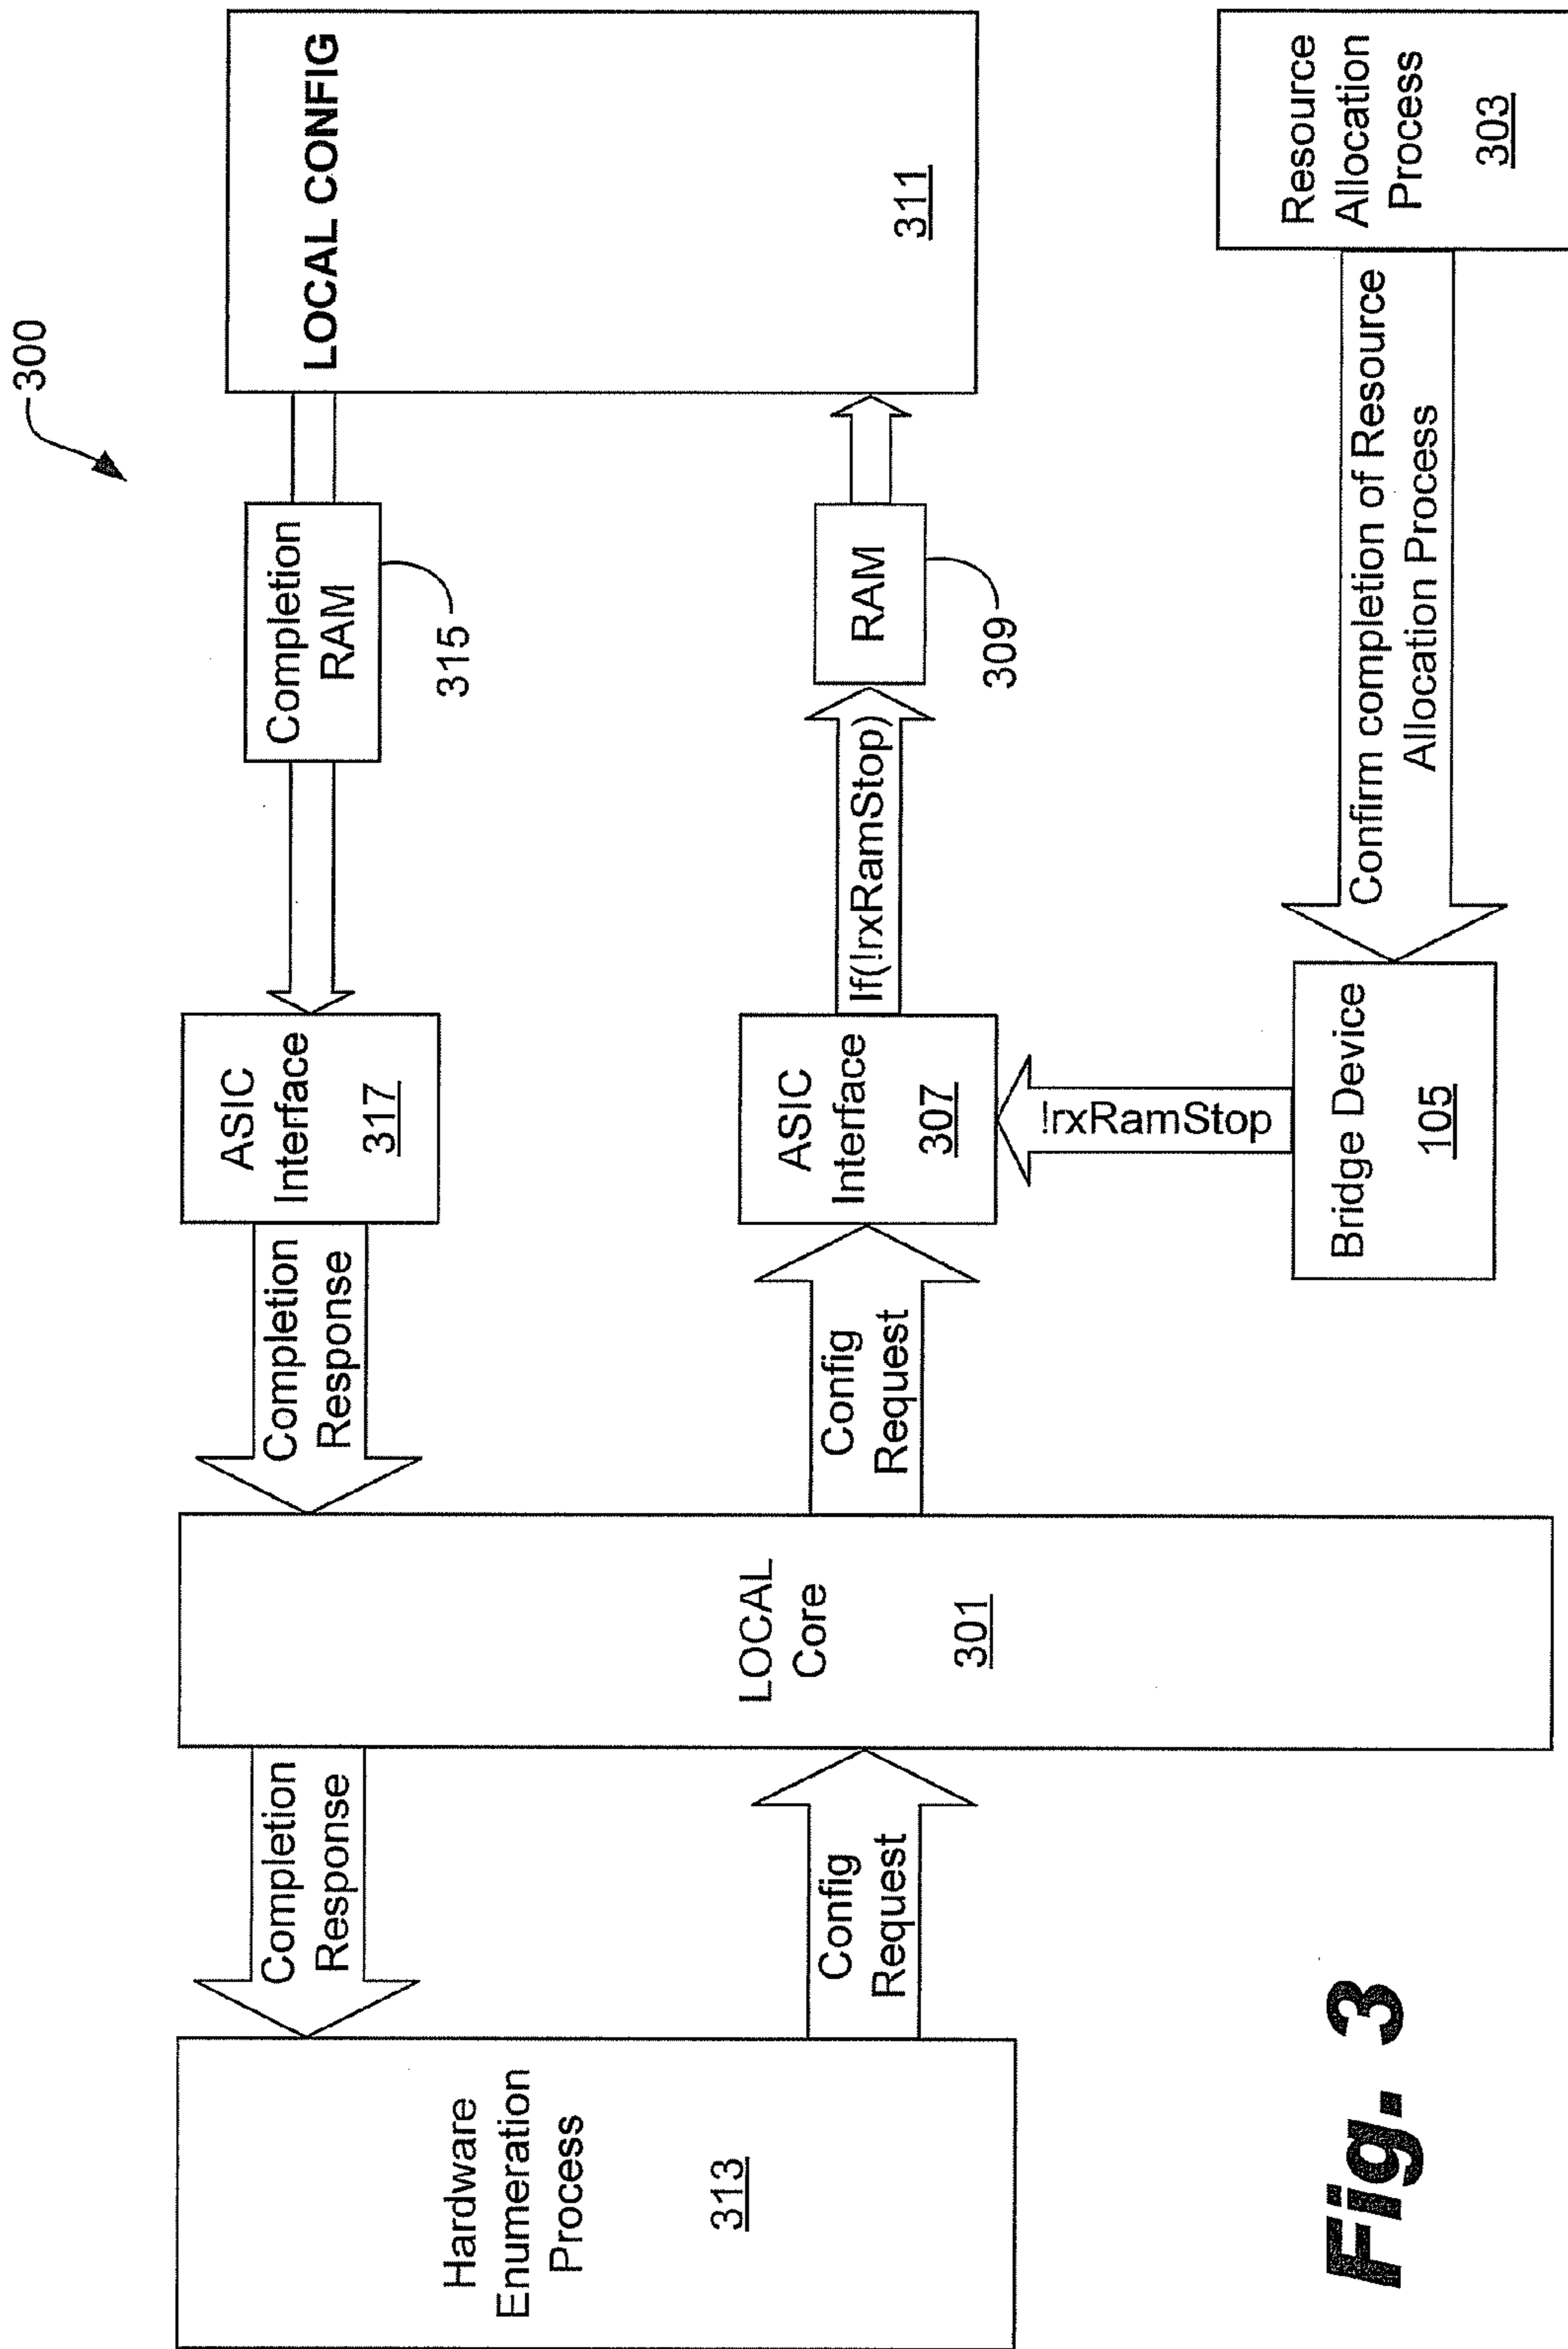 300
Hardware
Enumeration
Process
313
Completion
Response
Config
Request
LOCAL
Core
301
Completion
Response
Config
Request
ASIC
Interface
317
ASIC
Interface
307
!rxRamStop
Bridge Device
105
Completion
RAM
315
If(!rxRamStop)
RAM
309
LOCAL CONFIG
311
Confirm completion of Resource
Allocation Process
Resource
Allocation
Process
303
Fig. 3